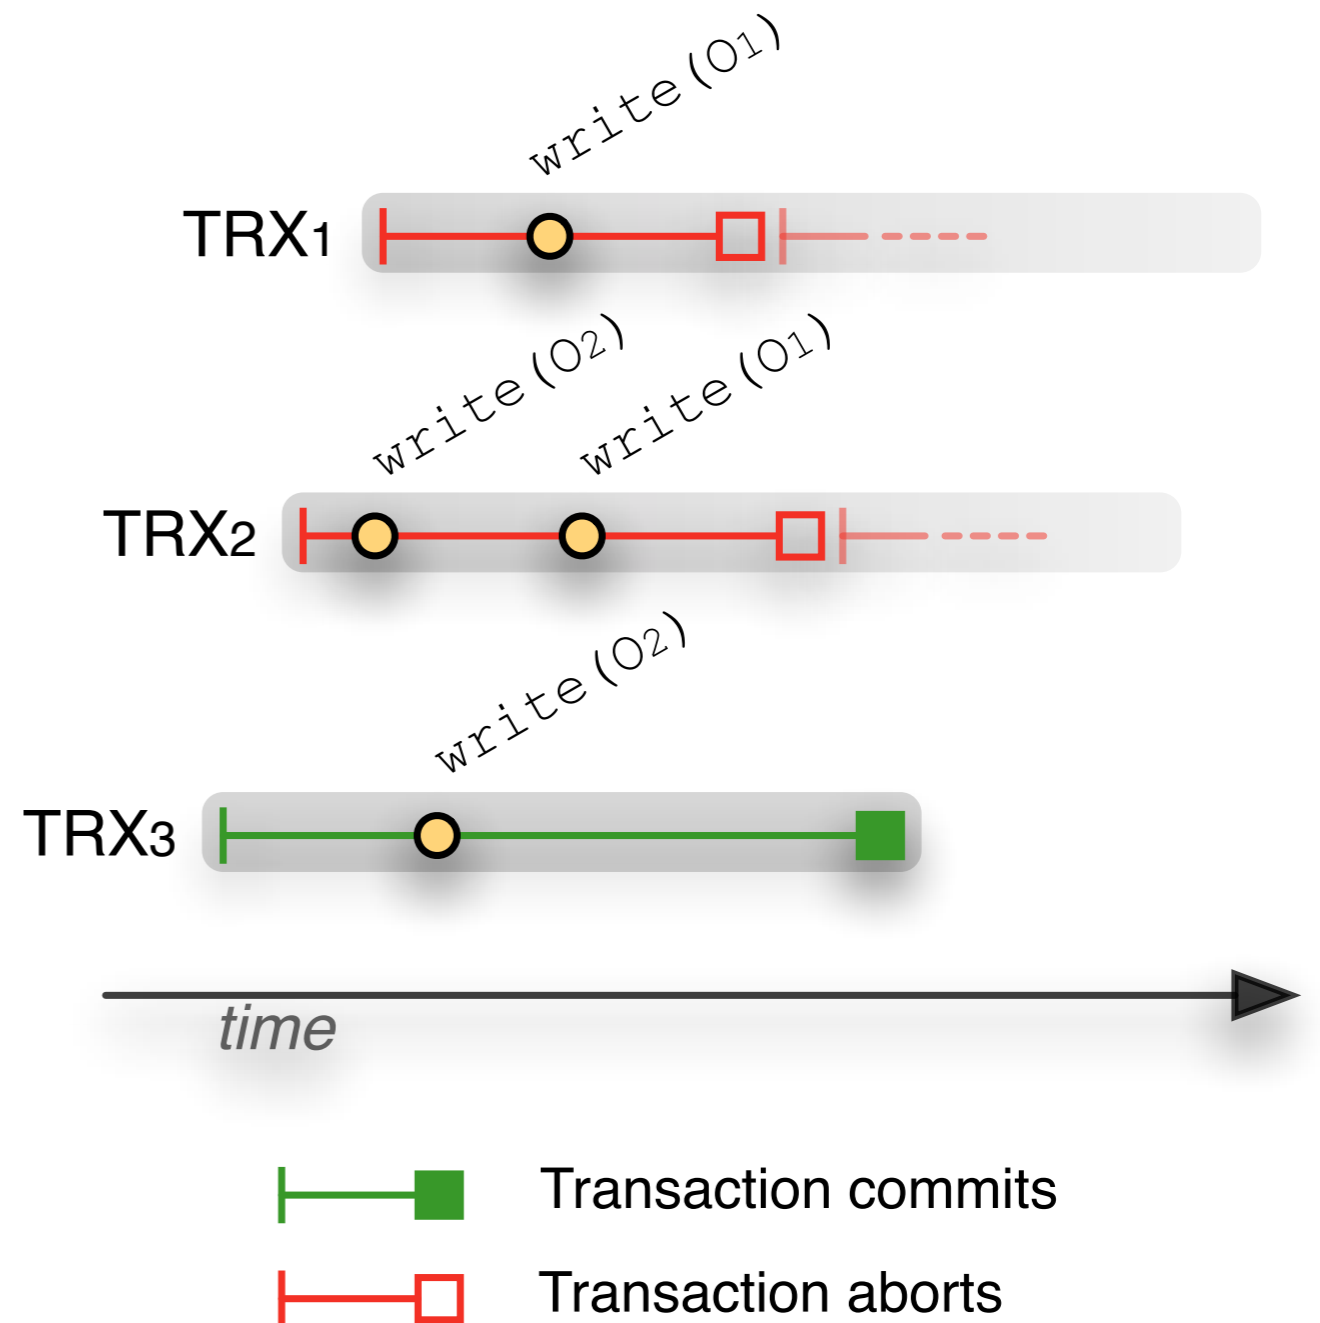 write(O1)
TRX1
write(O2)
write(O1)
TRX2
write(O2)
TRX3
time
Transaction commits
Transaction aborts